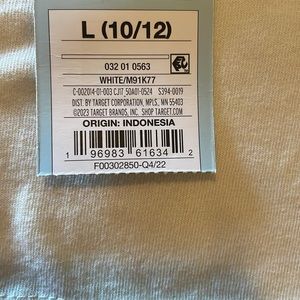 L (10/12)
032 01 0563
WHITE/M91K77
C-002014-01-003 CJ1T_50A01-0524 S394-0019
DIST. BY TARGET CORPORATION, MPLS, MN 55403
©2023 TARGET BRANDS, INC. SHOP TARGET.COM
ORIGIN: INDONESIA
1 96983 61634 2
F00302850-Q4/22